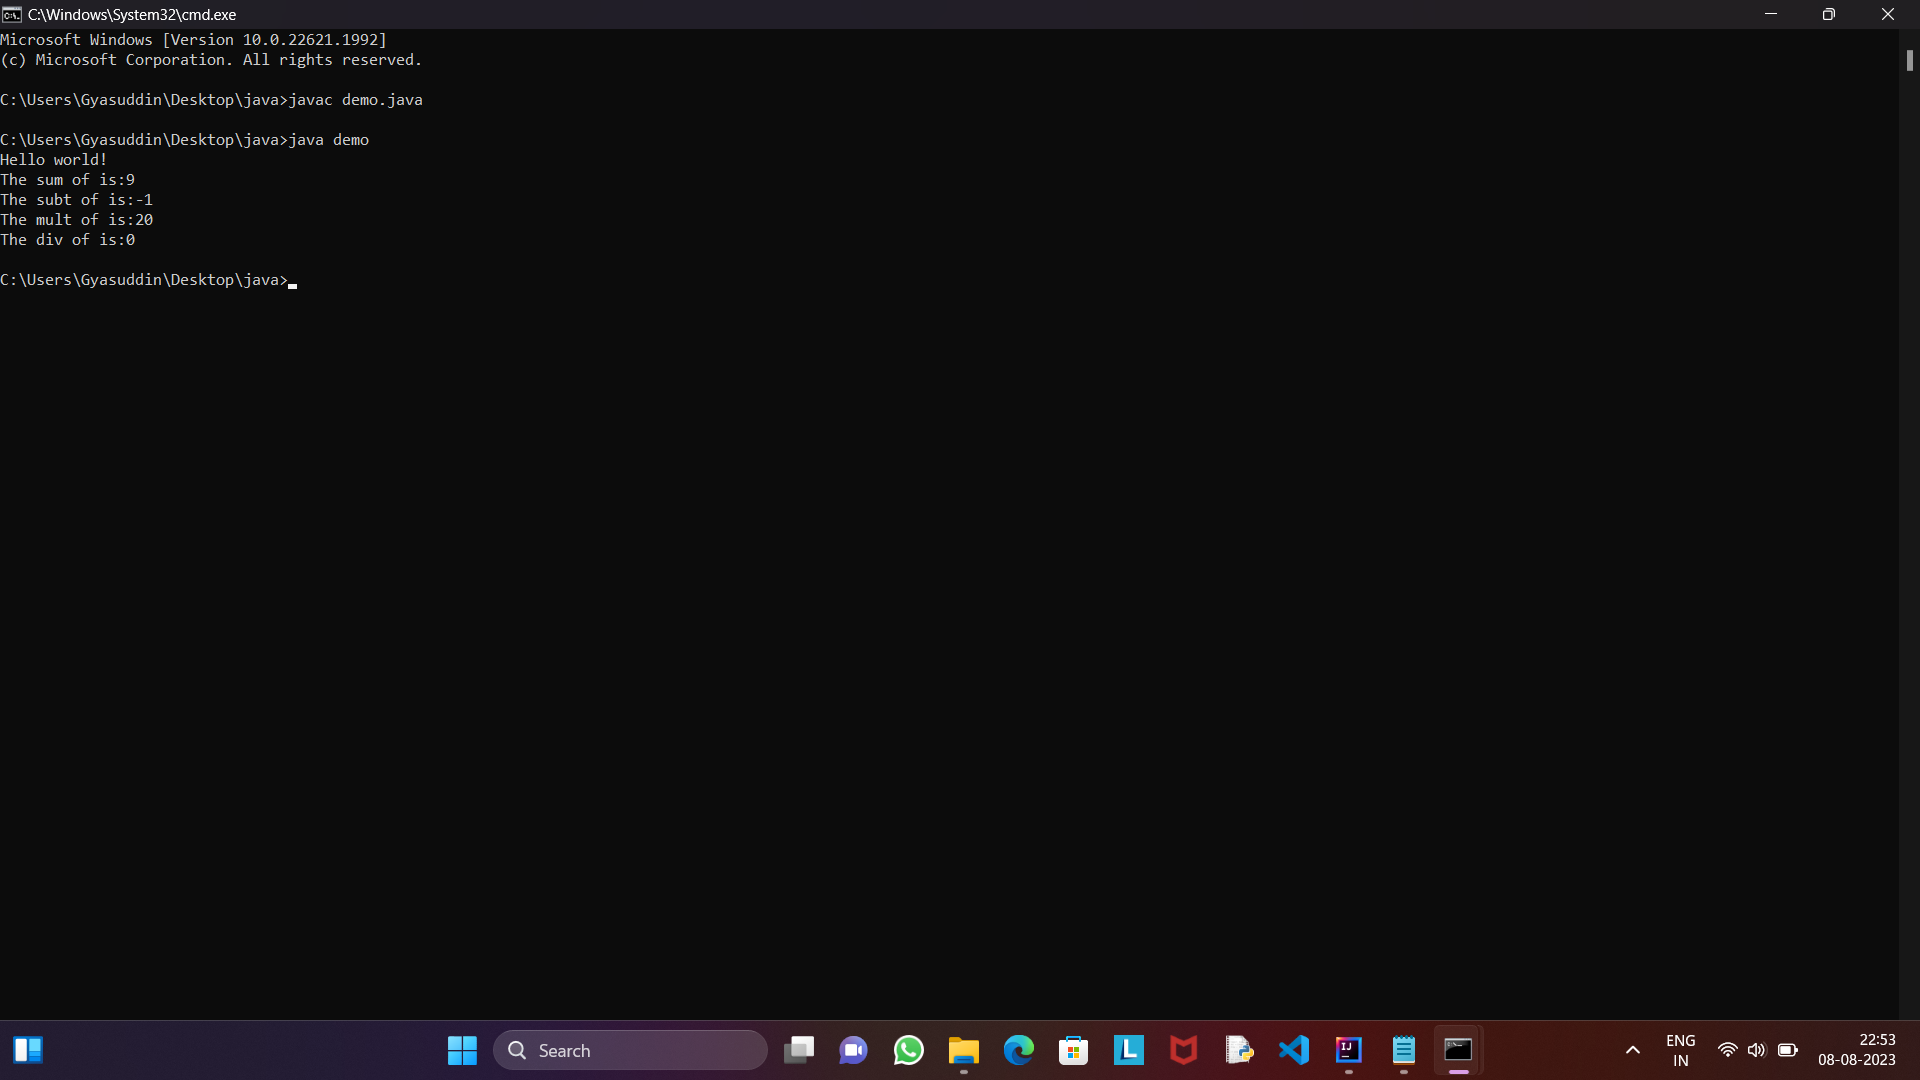 C:\Windows\System32\cmd.exe
Microsoft Windows [Version 10.0.22621.1992]
(c) Microsoft Corporation. All rights reserved.
C:\Users\Gyasuddin\Desktop\java>javac demo.java
C:\Users\Gyasuddin\Desktop\java>java demo
Hello world!
The sum of is:9
The subt of is:-1
The mult of is:20
The div of is:0
C:\Users\Gyasuddin\Desktop\java>
Search
ENG
IN
22:53
08-08-2023